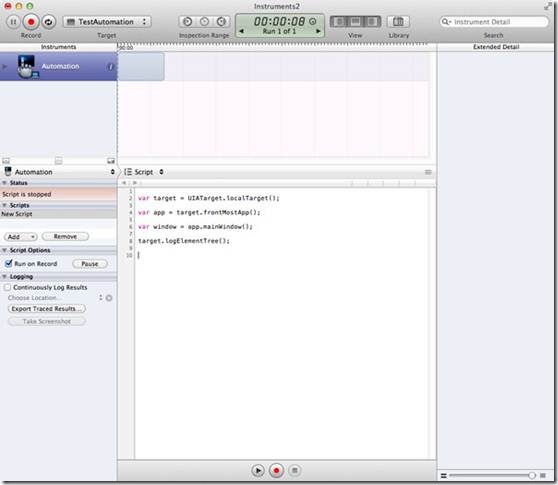 Instruments2
TestAutomation
00:00:08
Run 1 of 1
Instrument Detail
Record
Target
Inspection Range
View
Library
Search
Instruments
00:00
Extended Detail
Automation
Automation
Script
Status
Script is stopped
Scripts
New Script
Add
Remove
Script Options
Run on Record
Pause
Logging
Continuously Log Results
Choose Location...
Export Traced Results...
Take Screenshot
1
2 var target = UIATarget.localTarget();
3
4 var app = target.frontMostApp();
5
6 var window = app.mainWindow();
7
8 target.logElementTree();
9
10